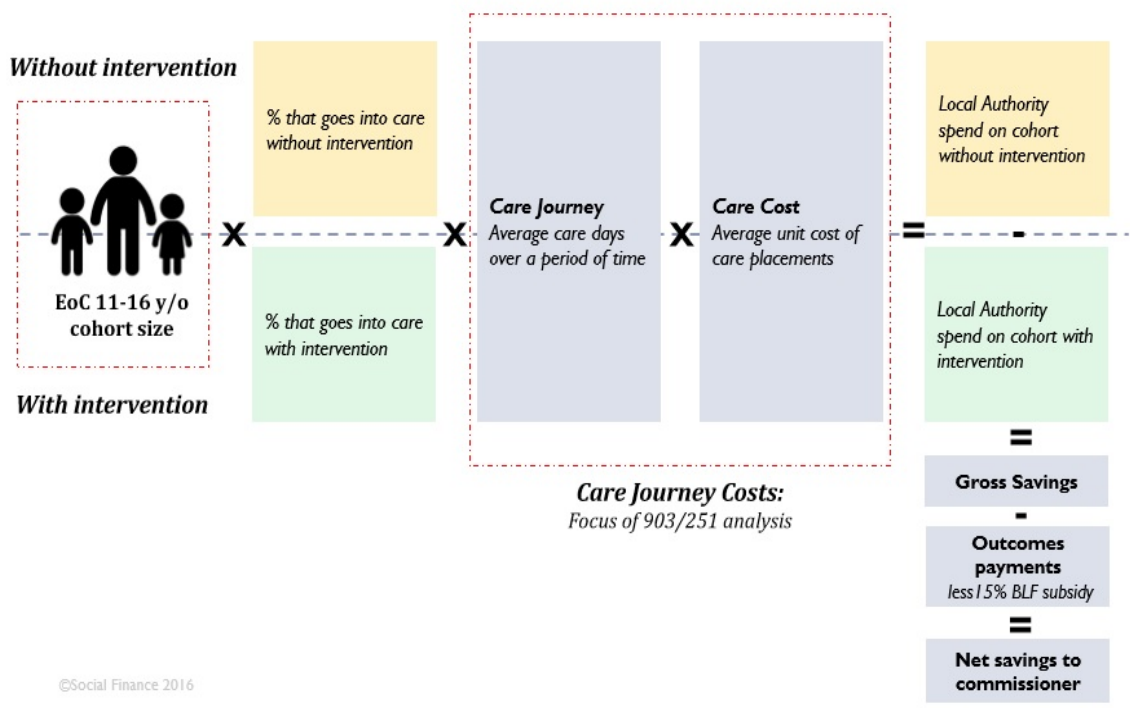 Without intervention
EoC 11-16 y/o
cohort size
With intervention
x
% that goes into care
without intervention
% that goes into care
with intervention
x
Care Journey
Average care days
over a period of time
x
Care Cost
Average unit cost of
care placements
Care Journey Costs:
Focus of 903/251 analysis
=
Local Authority
spend on cohort
without intervention
-
Local Authority
spend on cohort with
intervention
=
Gross Savings
-
Outcomes
payments
less15% BLF subsidy
=
Net savings to
commissioner
©Social Finance 2016